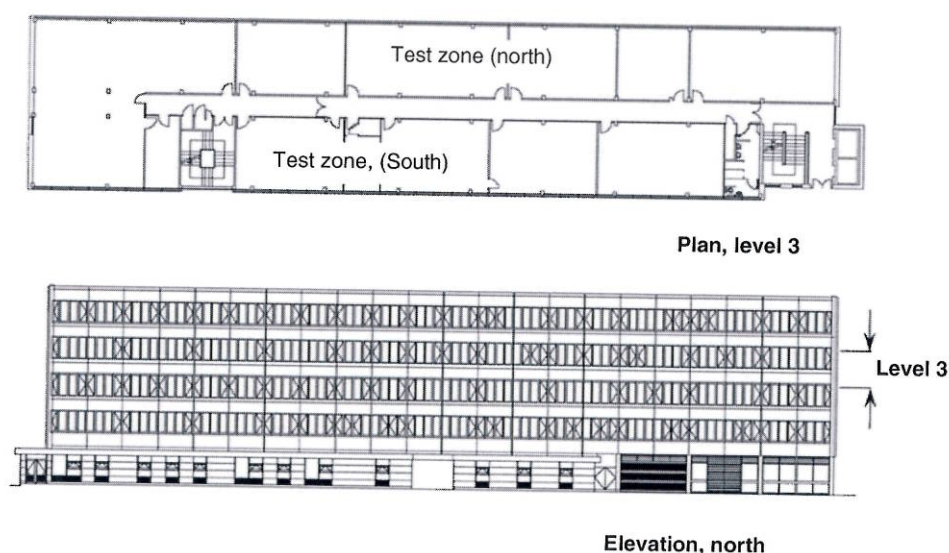 Test zone (north)
Test zone, (South)
Plan, level 3
Level 3
Elevation, north